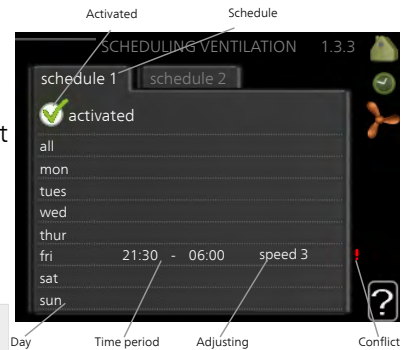 Activated Schedule
SCHEDULING VENTILATION 1.3.3
schedule 1 schedule 2
activated
t
all
mon
tues
wed
thur
fri 21:30 - 06:00 speed 3 !
sat
sun
?
Day Time period Adjusting Conflict